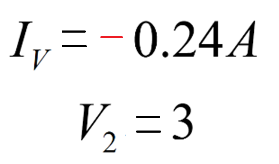 I_V = −0.24A
V_2 = 3